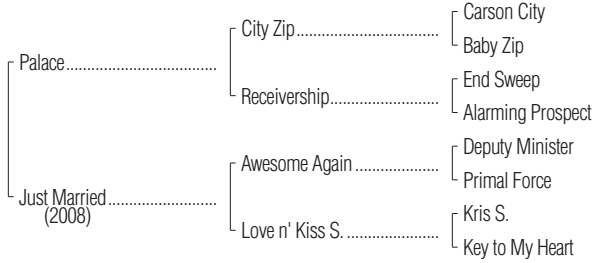 Carson City
City Zip
Baby Zip
Palace
End Sweep
Receivership
Alarming Prospect
Deputy Minister
Awesome Again
Primal Force
Just Married
(2008)
Kris S.
Love n' Kiss S.
Key to My Heart